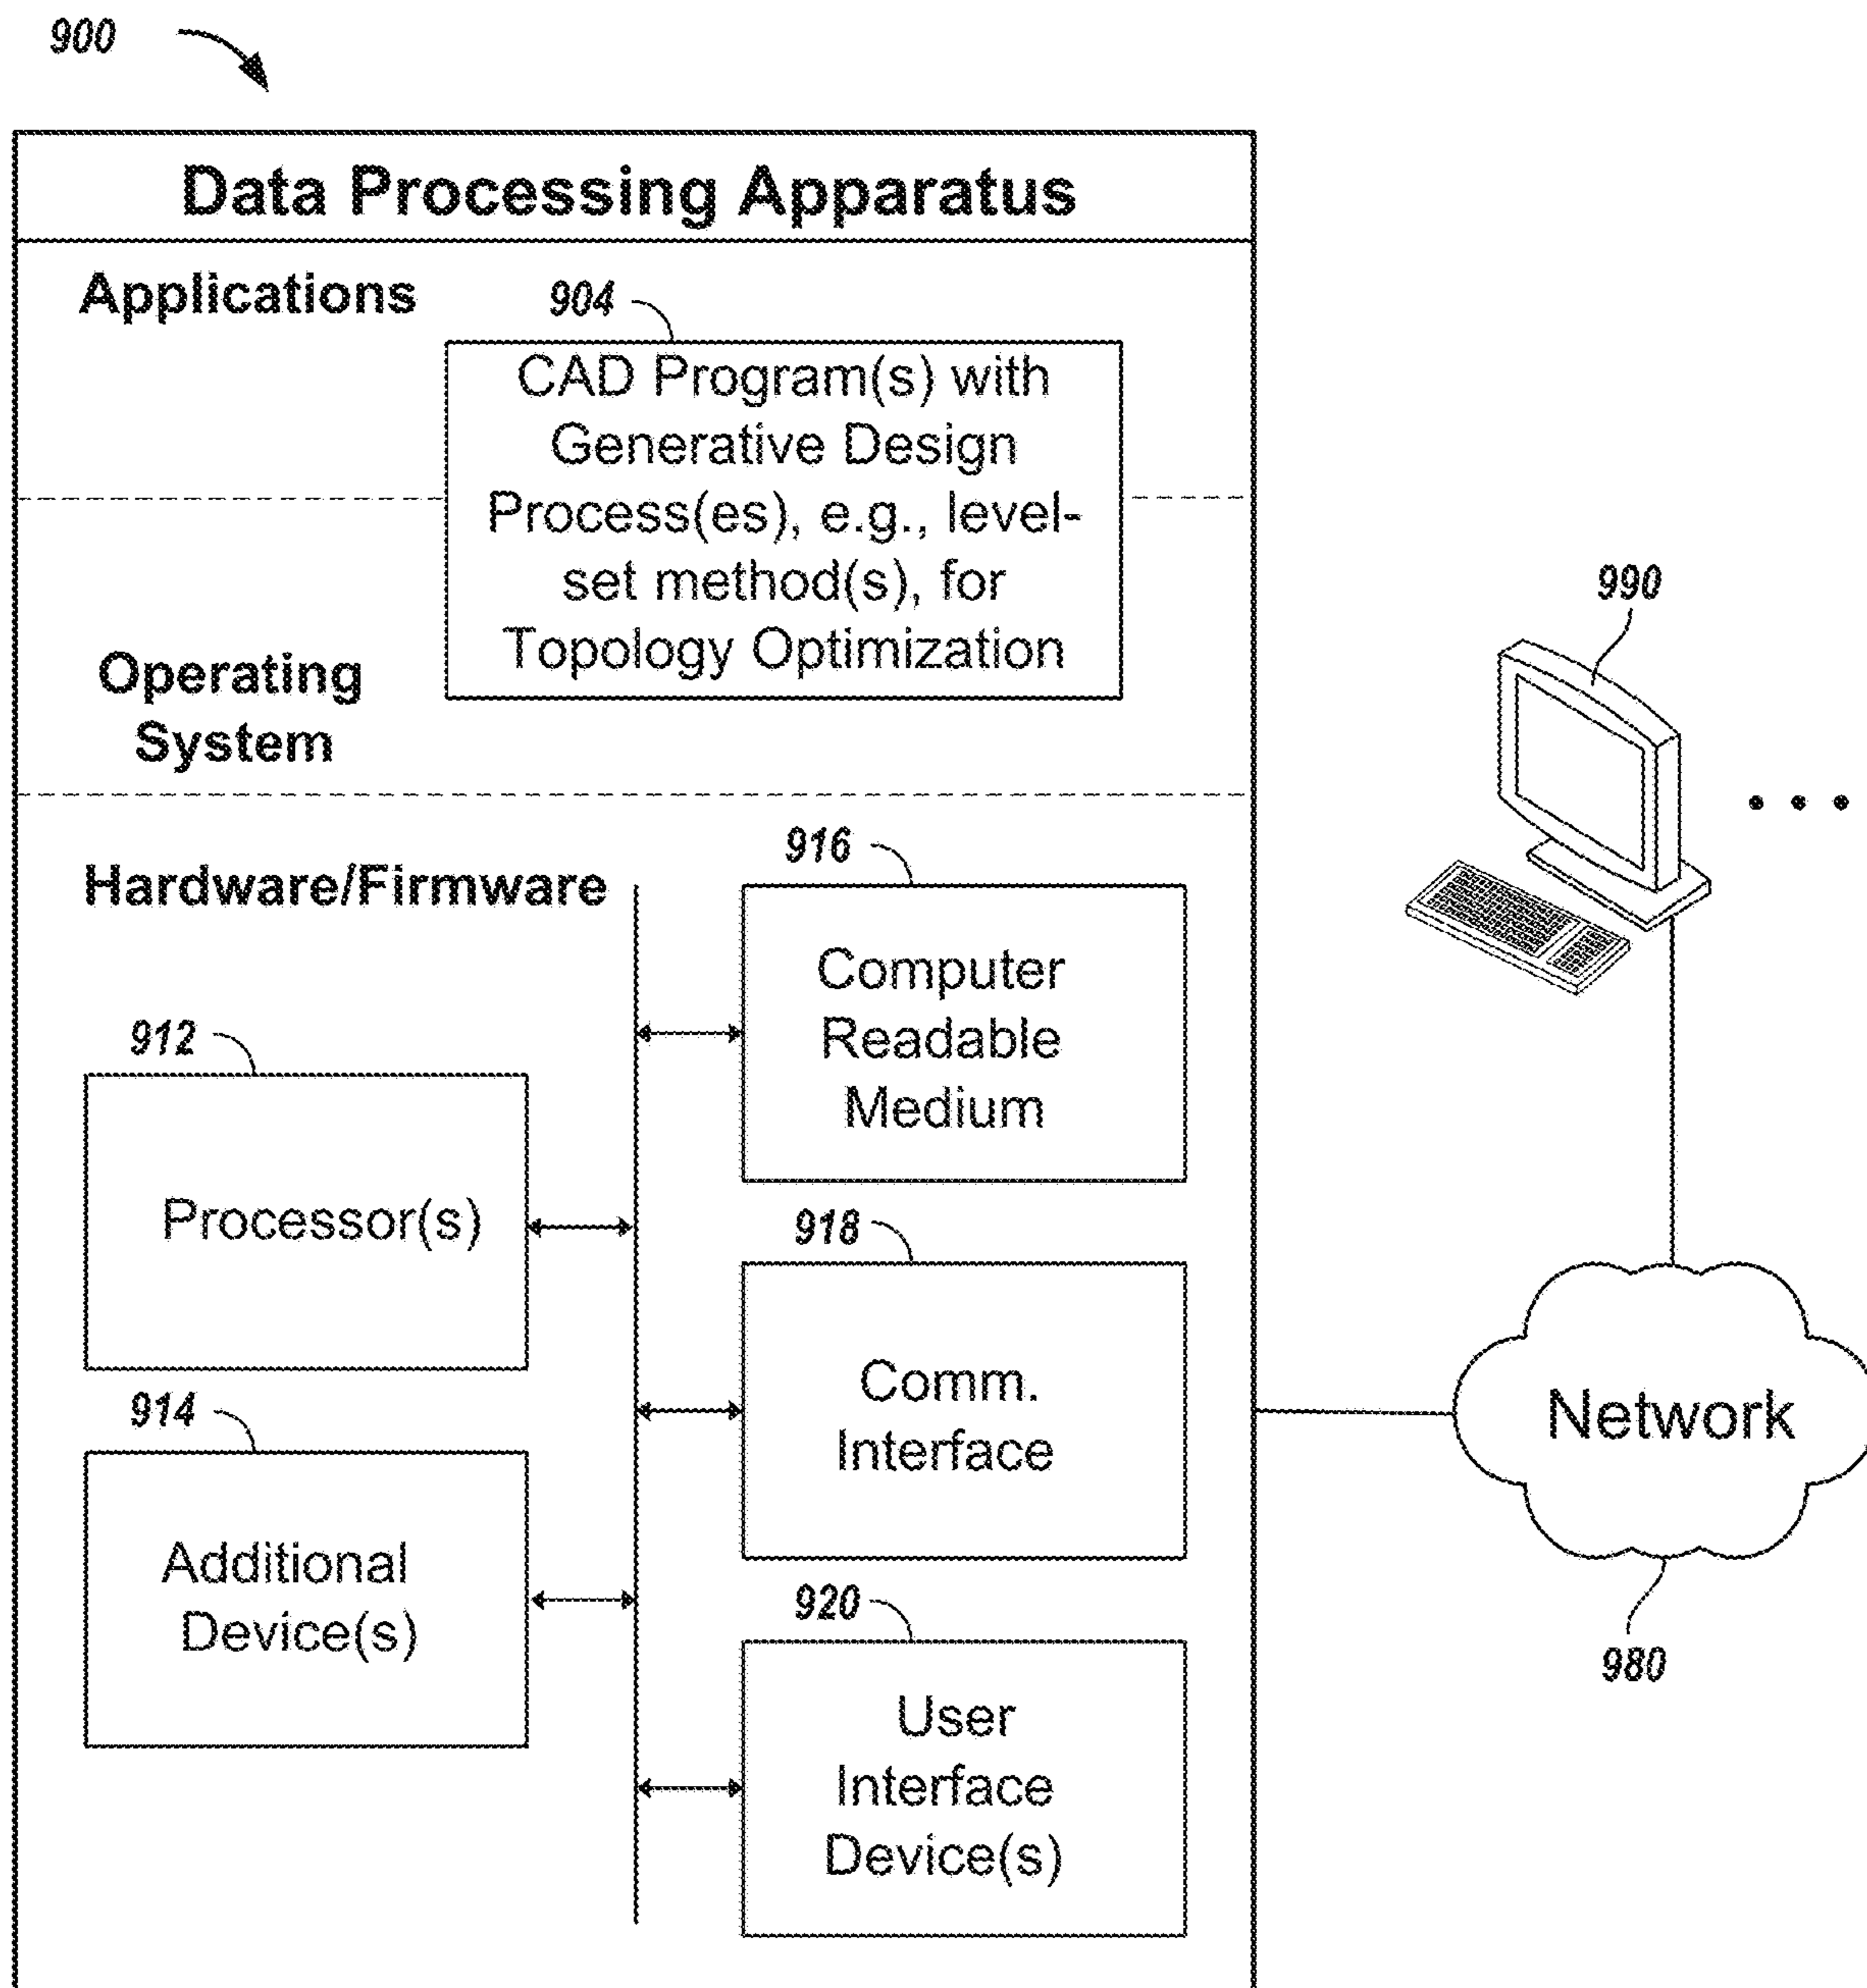 900
Data Processing Apparatus
Applications
904
CAD Program(s) with
Generative Design
Process(es), e.g., level-
set method(s), for
Topology Optimization
Operating
System
990
Hardware/Firmware
916
Computer
Readable
Medium
912
Processor(s)
918
Comm.
Interface
Network
914
Additional
Device(s)
920
User
Interface
Device(s)
980